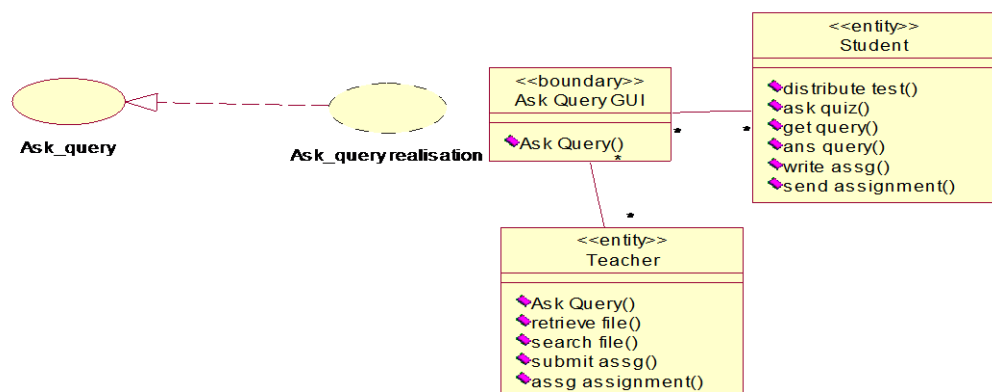 Ask_query
Ask_query realisation
<<boundary>>
Ask Query GUI
Ask Query()
*
*
*
*
<<entity>>
Student
distribute test()
ask quiz()
get query()
ans query()
write assg()
send assignment()
<<entity>>
Teacher
Ask Query()
retrieve file()
search file()
submit assg()
assg assignment()